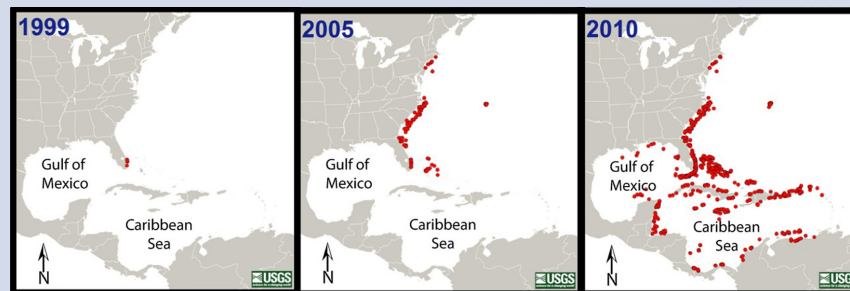 1999
Gulf of
Mexico
Caribbean
Sea
N
USGS
2005
Gulf of
Mexico
Caribbean
Sea
N
USGS
2010
Gulf of
Mexico
Caribbean
Sea
N
USGS